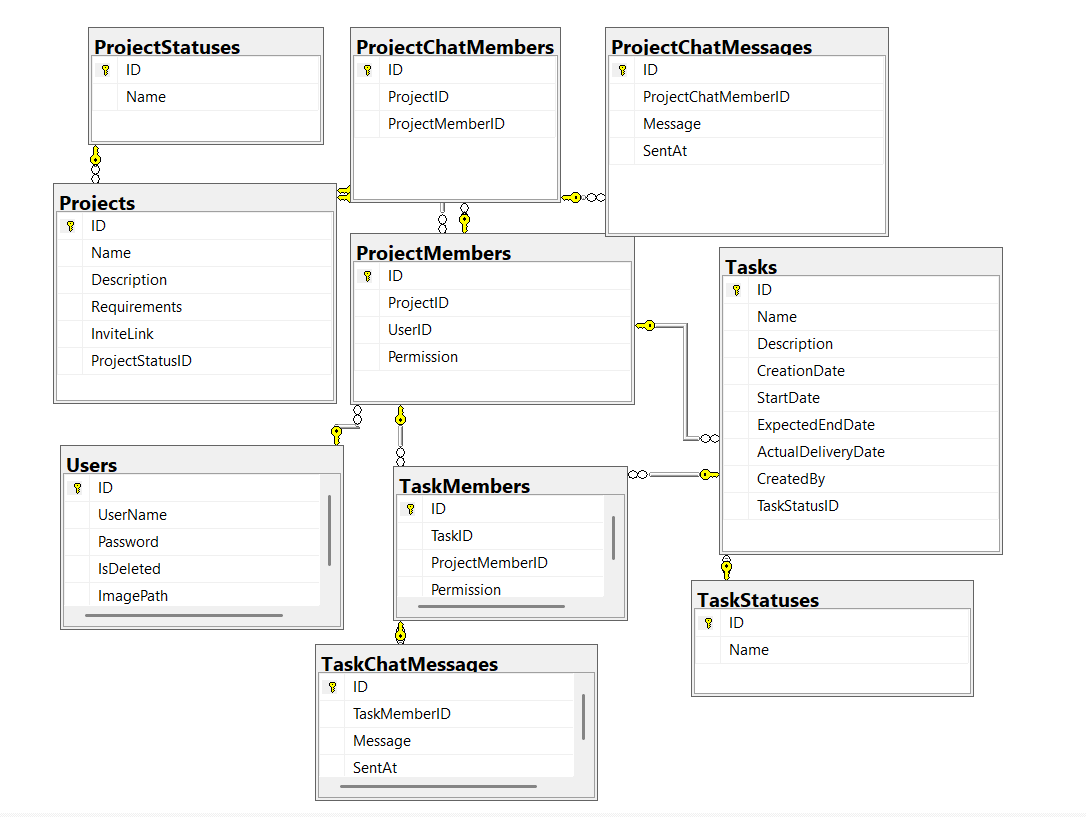 ProjectStatuses
ID
Name
ProjectChatMembers
ID
ProjectID
ProjectMemberID
ProjectChatMessages
ID
ProjectChatMemberID
Message
SentAt
Projects
ID
Name
Description
Requirements
InviteLink
ProjectStatusID
ProjectMembers
ID
ProjectID
UserID
Permission
Tasks
ID
Name
Description
CreationDate
StartDate
ExpectedEndDate
ActualDeliveryDate
CreatedBy
TaskStatusID
Users
ID
UserName
Password
IsDeleted
ImagePath
TaskMembers
ID
TaskID
ProjectMemberID
Permission
TaskStatuses
ID
Name
TaskChatMessages
ID
TaskMemberID
Message
SentAt